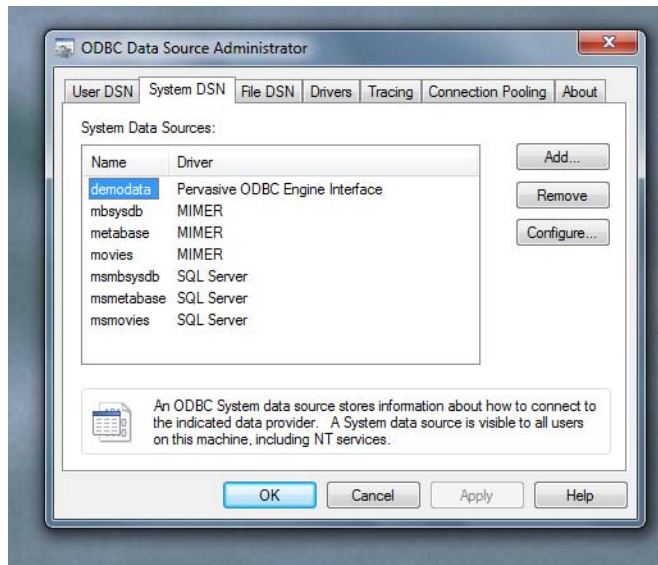 ODBC Data Source Administrator
User DSN System DSN File DSN Drivers Tracing Connection Pooling About
System Data Sources:
Name Driver
demodata Pervasive ODBC Engine Interface
mbsysdb MIMER
metabase MIMER
movies MIMER
msmbsysdb SQL Server
msmetabase SQL Server
msmovies SQL Server
Add...
Remove
Configure...
An ODBC System data source stores information about how to connect to
the indicated data provider. A System data source is visible to all users
on this machine, including NT services.
OK Cancel Apply Help